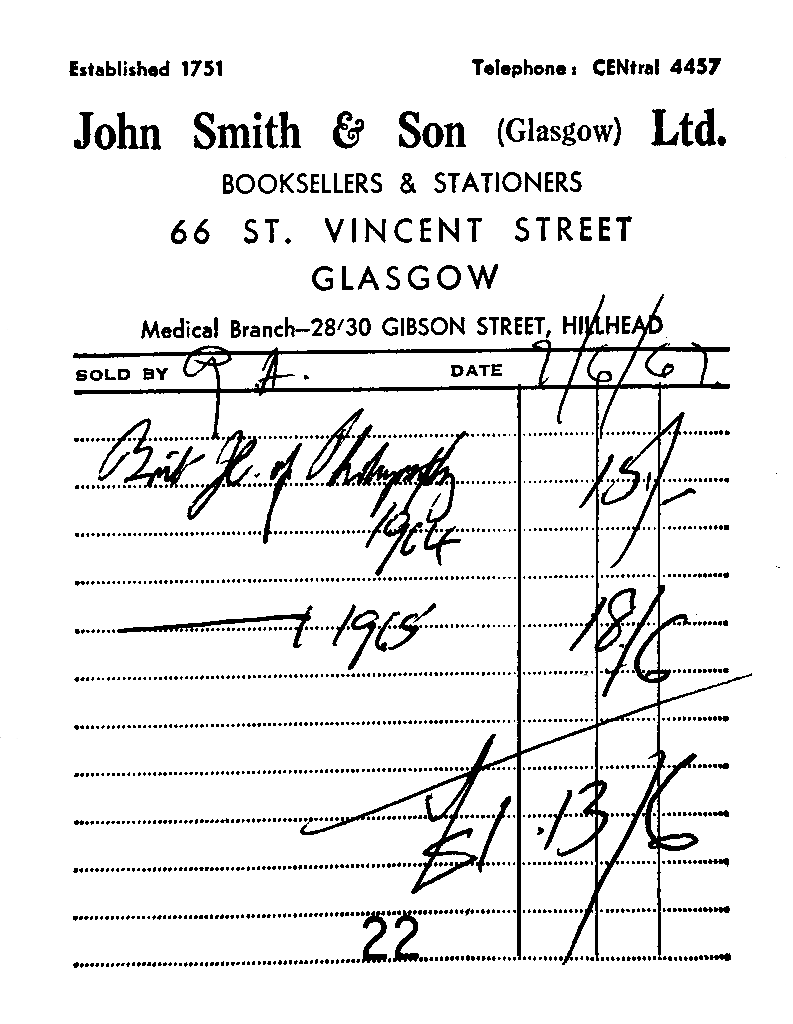 Established 1751 Telephone: CENtral 4457
John Smith & Son (Glasgow) Ltd.
BOOKSELLERS & STATIONERS
66 ST. VINCENT STREET
GLASGOW
Medical Branch—28/30 GIBSON STREET, HILLHEAD
SOLD BY P.A. DATE 7/6/67.
Brit Jl. of Photography 15/-
1964
1965 18/6
£1.13/6
22